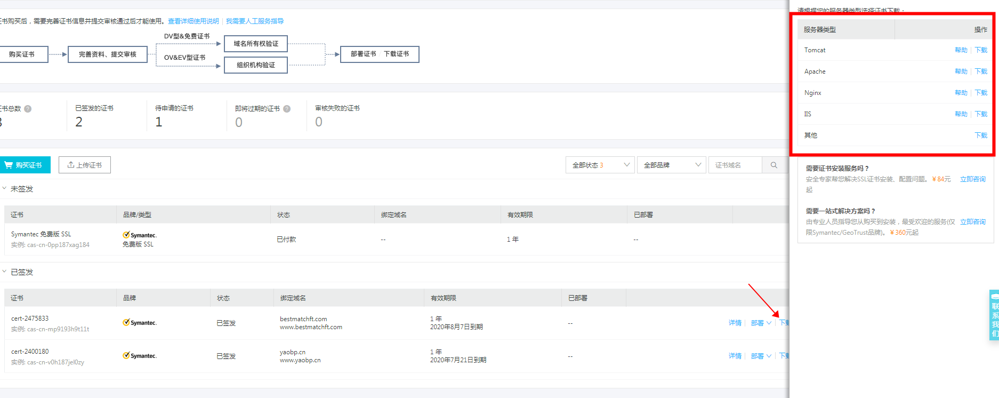 证书购买后，需要完善证书信息并提交审核通过后才能使用。查看详细使用说明 | 我需要人工服务指导
购买证书
完善资料、提交审核
DV型&免费证书
OV&EV型证书
域名所有权验证
组织机构验证
部署证书 / 下载证书
证书总数 ?
3
已签发的证书
2
待申请的证书
1
即将过期的证书 ?
0
审核失败的证书
0
购买证书
上传证书
全部状态 3
全部品牌
证书域名
未签发
证书 品牌/类型 状态 绑定域名 有效期限 已部署
Symantec 免费版 SSL
实例: cas-cn-0pp187xag184
Symantec.
免费版 SSL
已付款 -- 1 年 --
已签发
证书 品牌 状态 绑定域名 有效期限 已部署
cert-2475833
实例: cas-cn-mp9193h9t11t
Symantec.
已签发
bestmatchft.com
www.bestmatchft.com
1 年
2020年8月7日到期
--
详情 | 部署 | 下载
cert-2400180
实例: cas-cn-v0h187jel0zy
Symantec.
已签发
yaobp.cn
www.yaobp.cn
1 年
2020年7月21日到期
--
详情 | 部署 | 下载
请根据您的服务器类型选择证书下载：
服务器类型 操作
Tomcat 帮助 | 下载
Apache 帮助 | 下载
Nginx 帮助 | 下载
IIS 帮助 | 下载
其他 下载
需要证书安装服务吗？
安全专家帮您解决SSL证书安装、配置问题。￥84元
起
立即咨询
需要一站式解决方案吗？
由专业人员指导您从购买到安装，最受欢迎的服务(仅
限Symantec/GeoTrust品牌)。￥360元起
立即咨询
联系我们